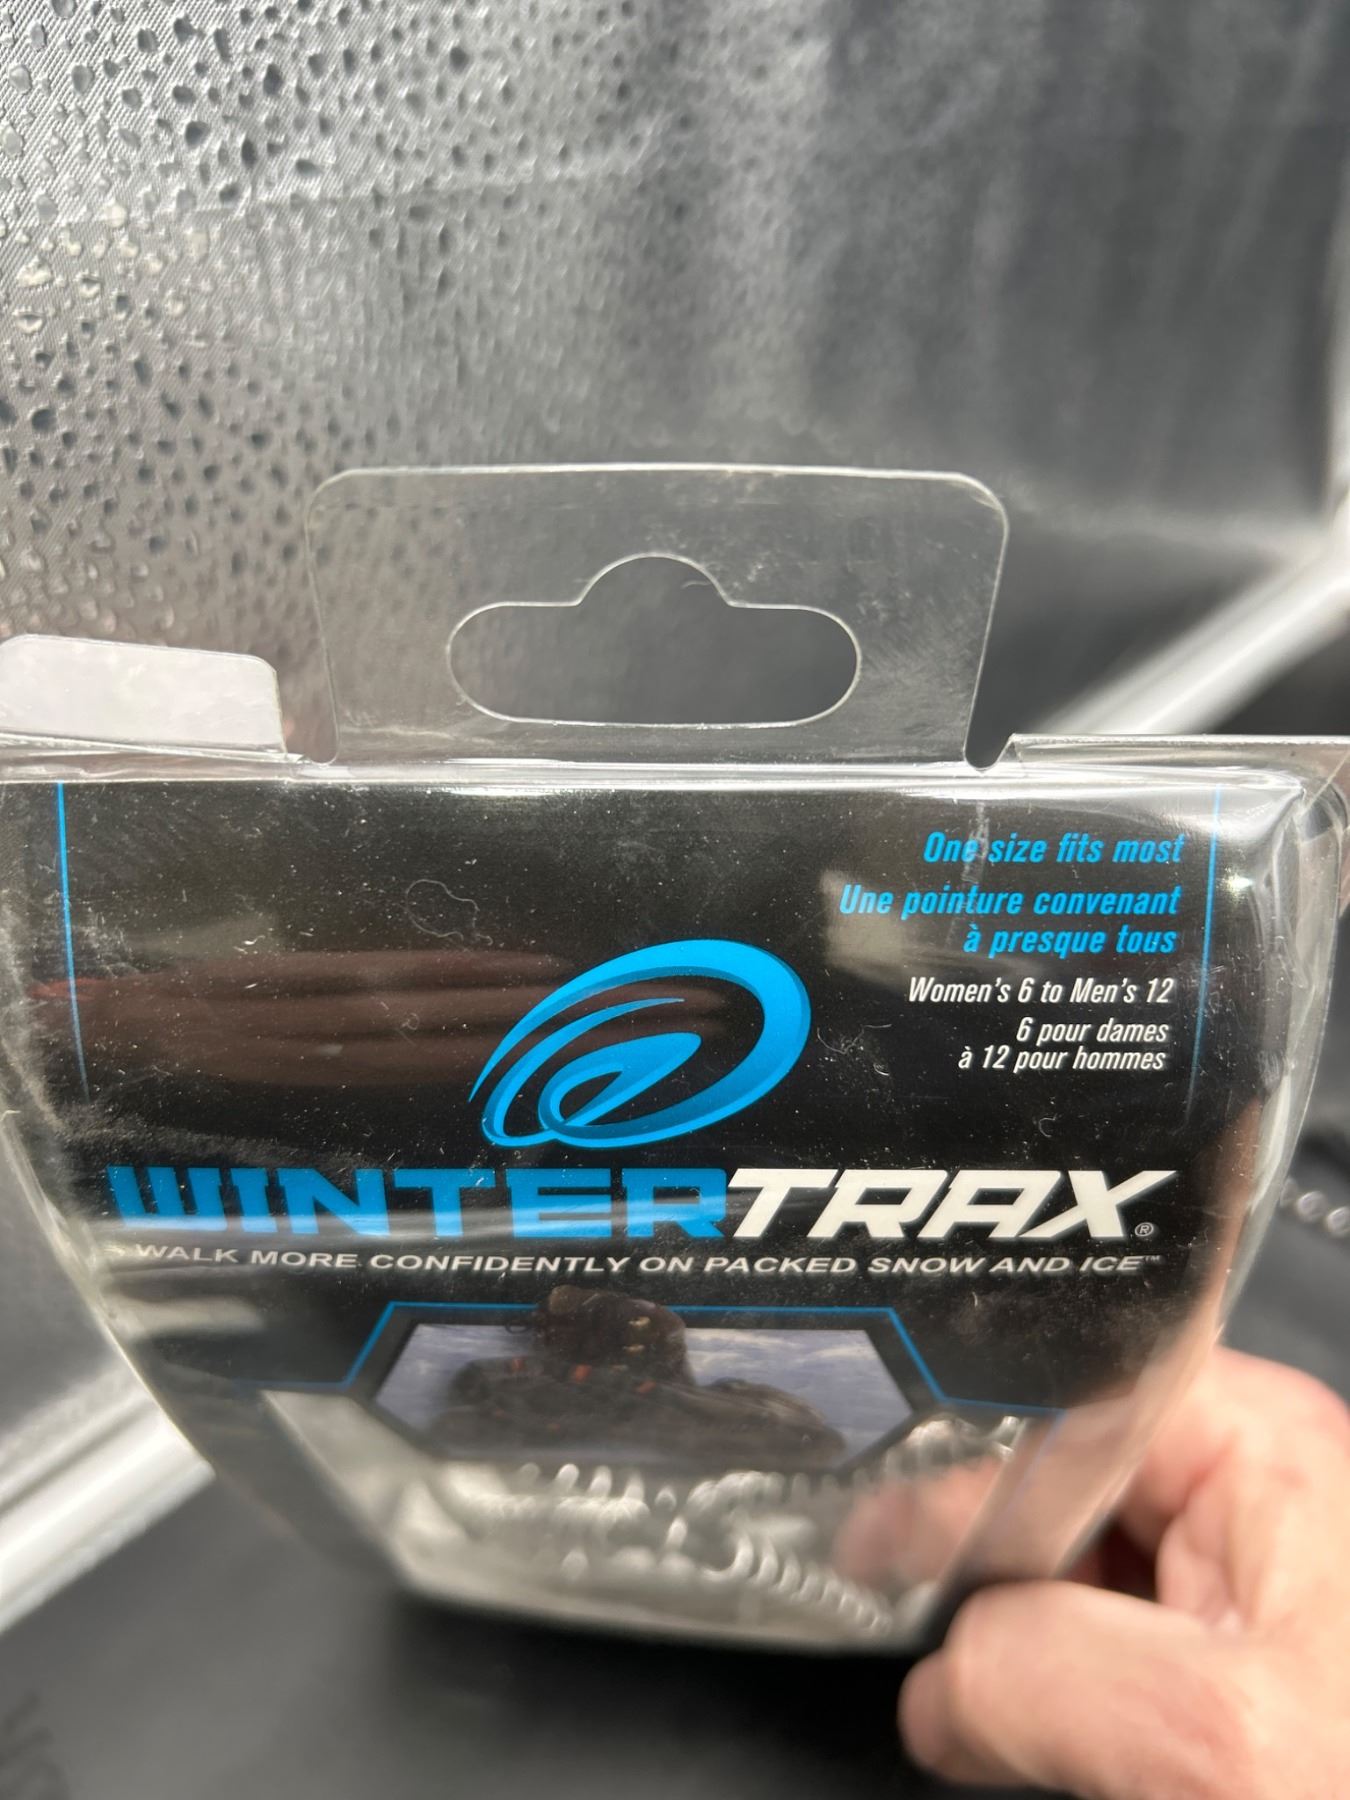 One size fits most
Une pointure convenant
à presque tous
Women's 6 to Men's 12
6 pour dames
à 12 pour hommes
WINTERTRAX®
WALK MORE CONFIDENTLY ON PACKED SNOW AND ICE™